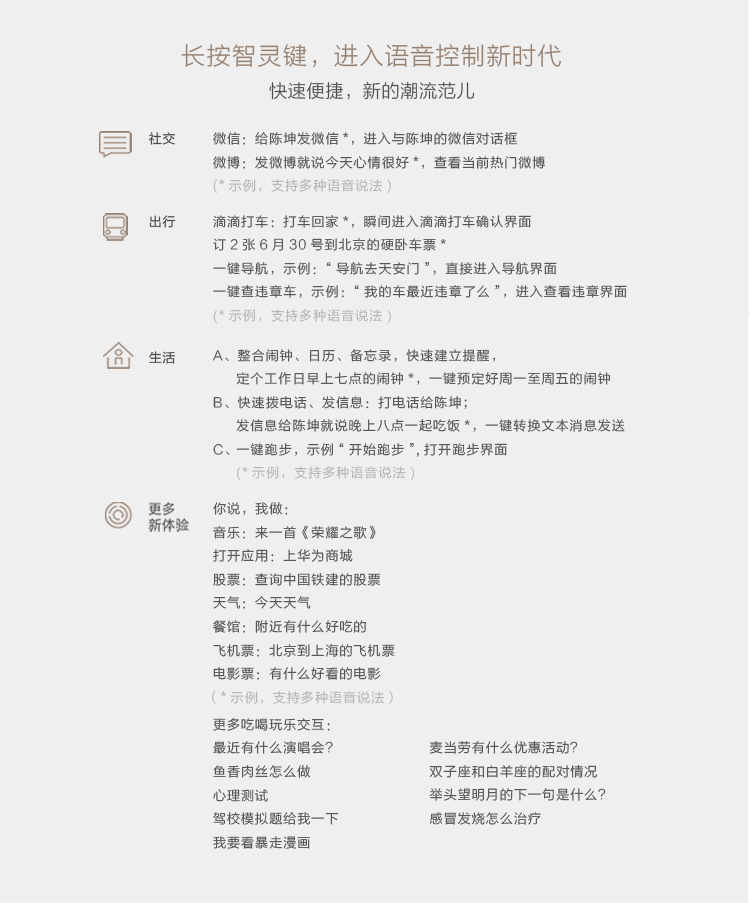 长按智灵键，进入语音控制新时代
快速便捷，新的潮流范儿
社交
微信：给陈坤发微信 *，进入与陈坤的微信对话框
微博：发微博就说今天心情很好 *，查看当前热门微博
(* 示例，支持多种语音说法 )
出行
滴滴打车：打车回家 *，瞬间进入滴滴打车确认界面
订 2 张 6 月 30 号到北京的硬卧车票 *
一键导航，示例：“ 导航去天安门 ”，直接进入导航界面
一键查违章车，示例：“ 我的车最近违章了么 ”，进入查看违章界面
(* 示例，支持多种语音说法 )
生活
A、整合闹钟、日历、备忘录，快速建立提醒，
定个工作日早上七点的闹钟 *，一键预定好周一至周五的闹钟
B、快速拨电话、发信息：打电话给陈坤；
发信息给陈坤就说晚上八点一起吃饭 *，一键转换文本消息发送
C、一键跑步，示例 “ 开始跑步 ”, 打开跑步界面
(* 示例，支持多种语音说法 )
更多
新体验
你说，我做：
音乐：来一首《荣耀之歌》
打开应用：上华为商城
股票：查询中国铁建的股票
天气：今天天气
餐馆：附近有什么好吃的
飞机票：北京到上海的飞机票
电影票：有什么好看的电影
( * 示例，支持多种语音说法 )
更多吃喝玩乐交互：
最近有什么演唱会？
麦当劳有什么优惠活动？
鱼香肉丝怎么做
双子座和白羊座的配对情况
心理测试
举头望明月的下一句是什么？
驾校模拟题给我一下
感冒发烧怎么治疗
我要看暴走漫画